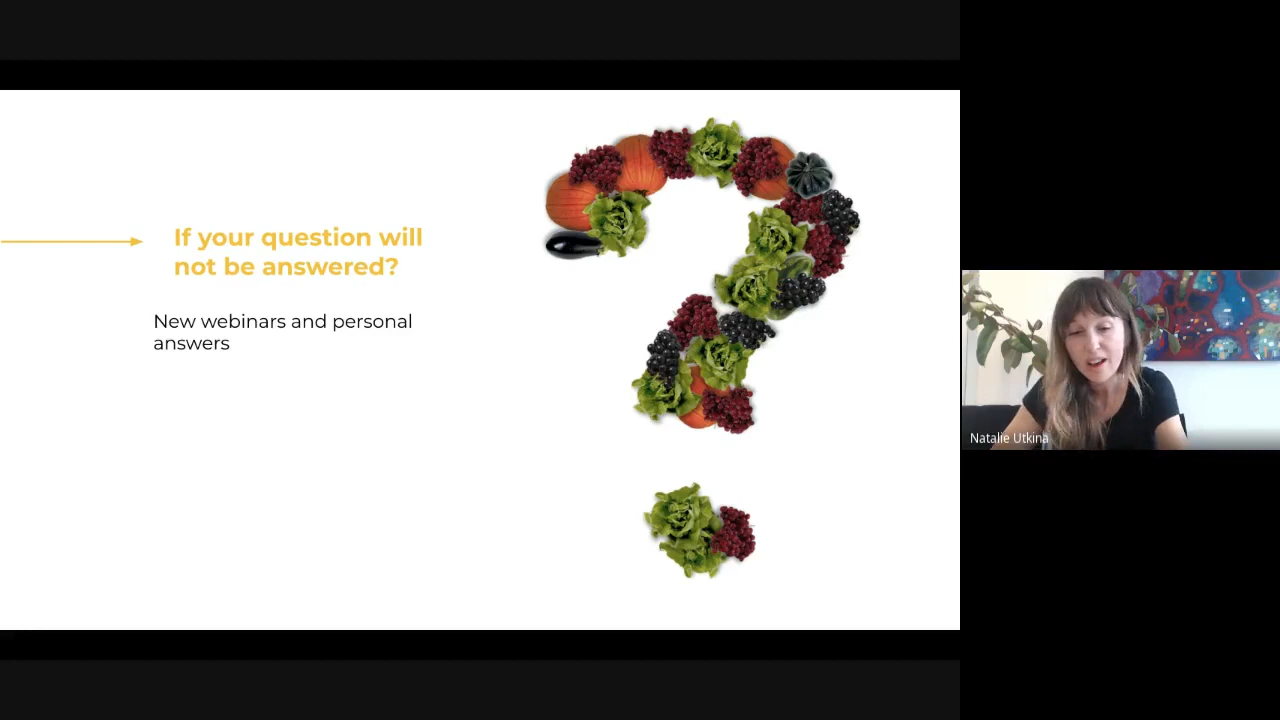 If your question will
not be answered?
New webinars and personal
answers
Natalie Utkina